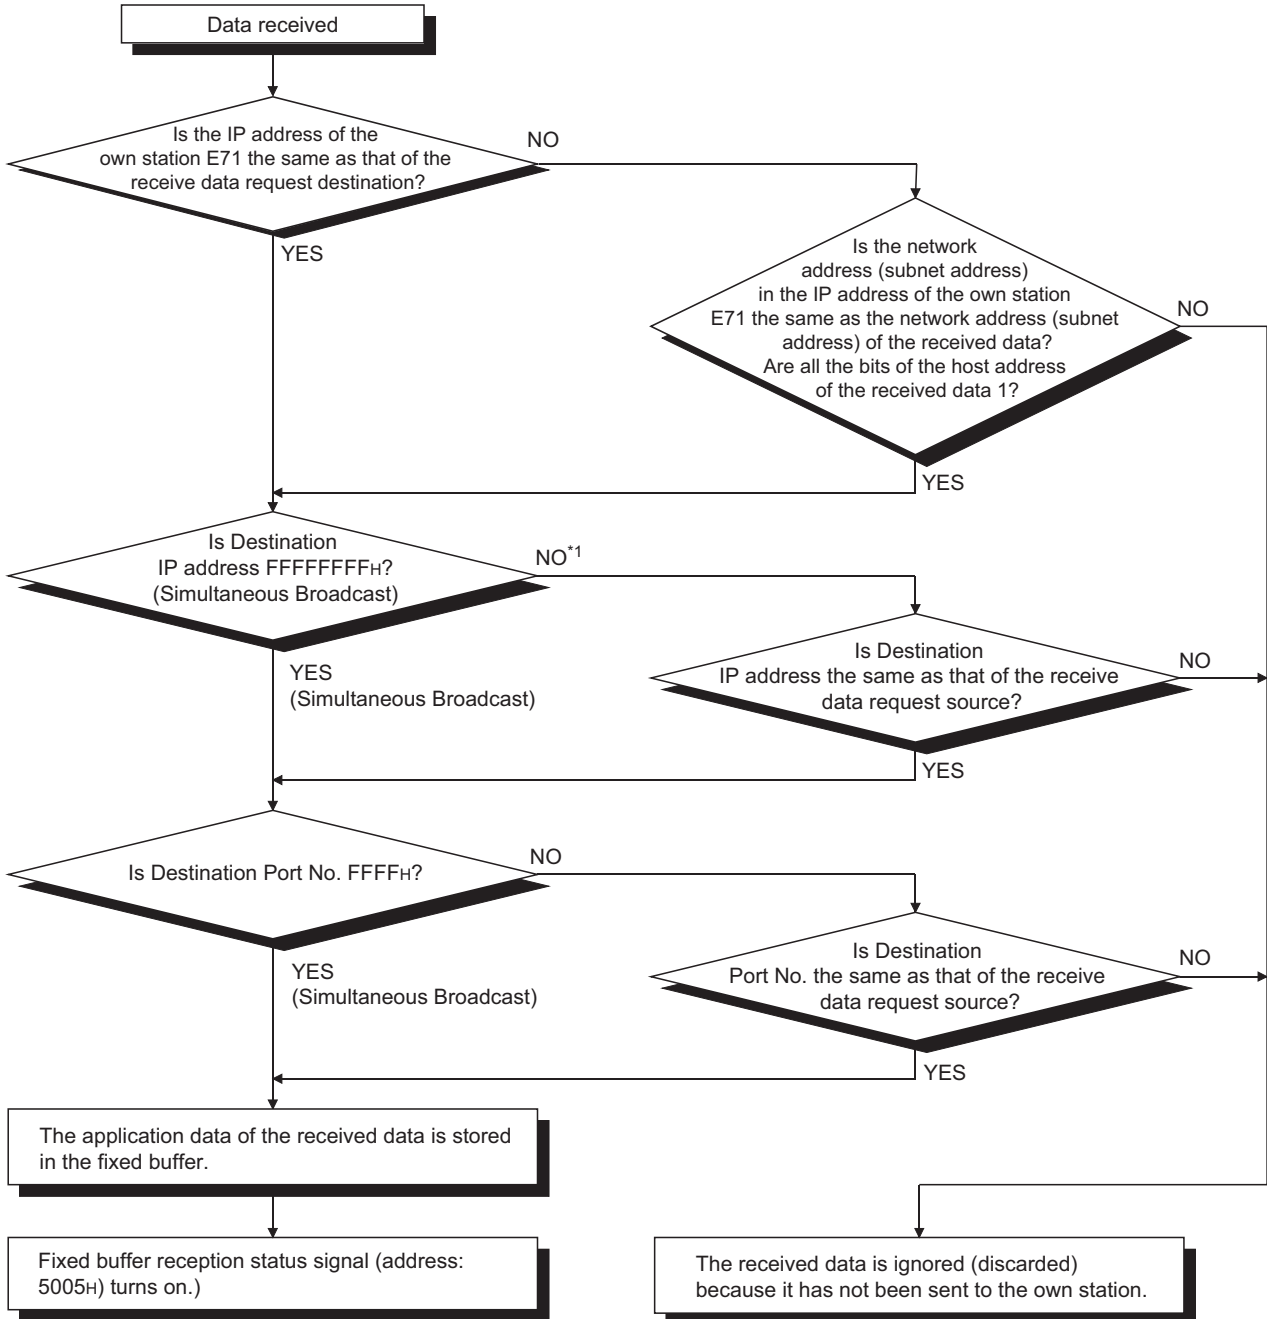 Data received
Is the IP address of the
own station E71 the same as that of the
receive data request destination?
NO
YES
Is the network
address (subnet address)
in the IP address of the own station
E71 the same as the network address (subnet
address) of the received data?
Are all the bits of the host address
of the received data 1?
NO
YES
Is Destination
IP address FFFFFFFFH?
(Simultaneous Broadcast)
NO*1
YES
(Simultaneous Broadcast)
Is Destination
IP address the same as that of the receive
data request source?
NO
YES
Is Destination Port No. FFFFH?
NO
YES
(Simultaneous Broadcast)
Is Destination
Port No. the same as that of the receive
data request source?
NO
YES
The application data of the received data is stored
in the fixed buffer.
Fixed buffer reception status signal (address:
5005H) turns on.)
The received data is ignored (discarded)
because it has not been sent to the own station.